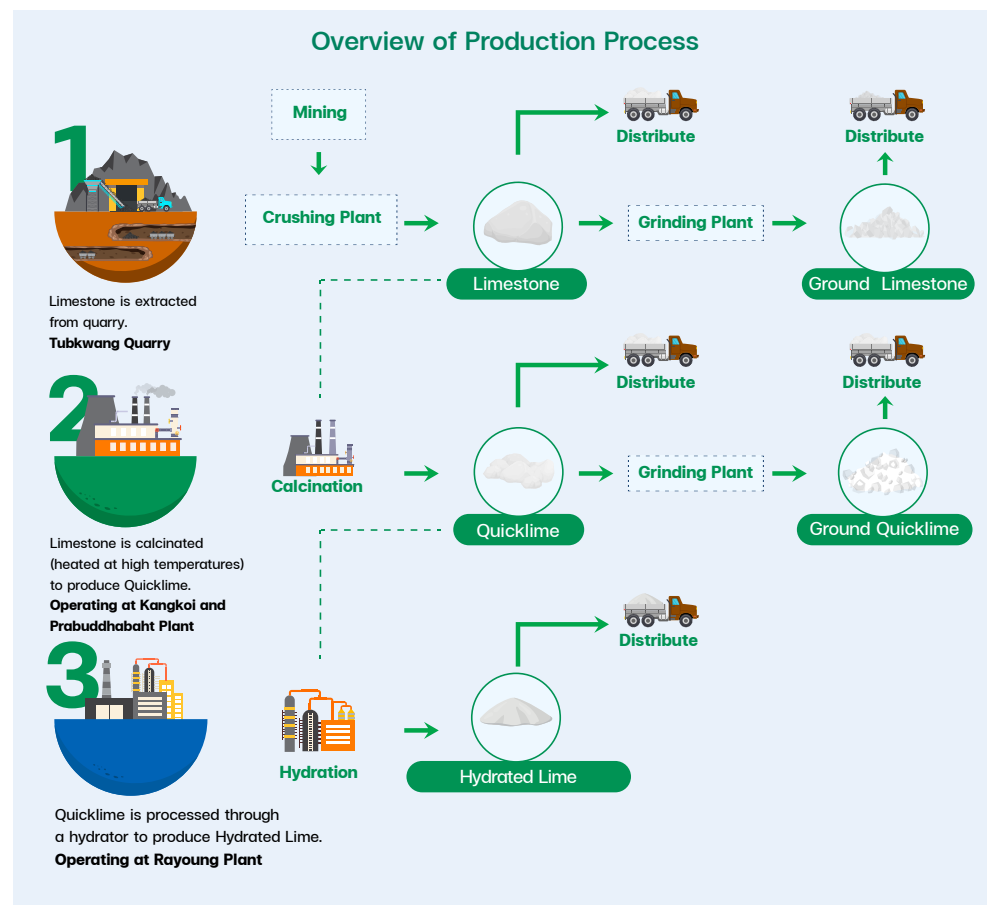 Overview of Production Process
1
Limestone is extracted
from quarry.
Tubkwang Quarry
Mining
Crushing Plant
Limestone
Distribute
Grinding Plant
Ground Limestone
Distribute
2
Limestone is calcinated
(heated at high temperatures)
to produce Quicklime.
Operating at Kangkoi and
Prabuddhabaht Plant
Calcination
Quicklime
Distribute
Grinding Plant
Ground Quicklime
Distribute
3
Quicklime is processed through
a hydrator to produce Hydrated Lime.
Operating at Rayoung Plant
Hydration
Hydrated Lime
Distribute